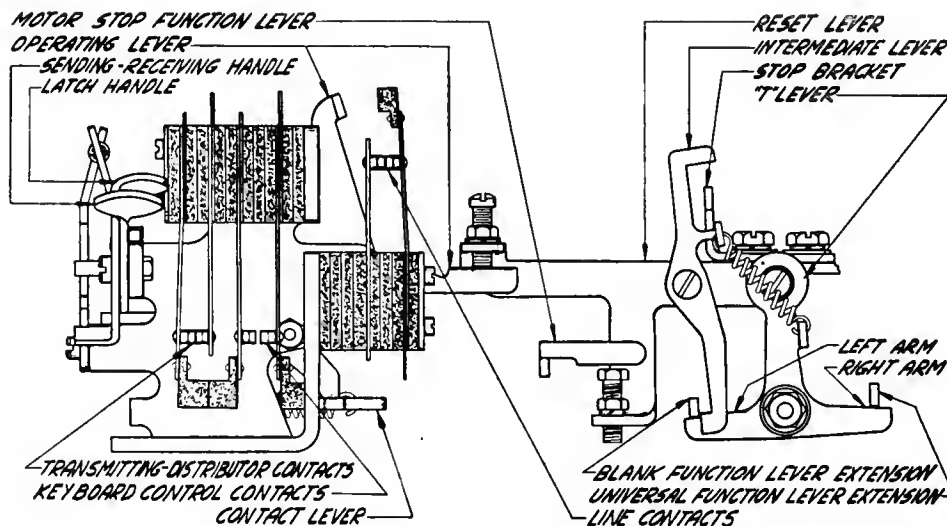 MOTOR STOP FUNCTION LEVER
OPERATING LEVER
SENDING-RECEIVING HANDLE
LATCH HANDLE
RESET LEVER
INTERMEDIATE LEVER
STOP BRACKET
"T" LEVER
LEFT ARM
RIGHT ARM
TRANSMITTING-DISTRIBUTOR CONTACTS
KEYBOARD CONTROL CONTACTS
CONTACT LEVER
BLANK FUNCTION LEVER EXTENSION
UNIVERSAL FUNCTION LEVER EXTENSION
LINE CONTACTS